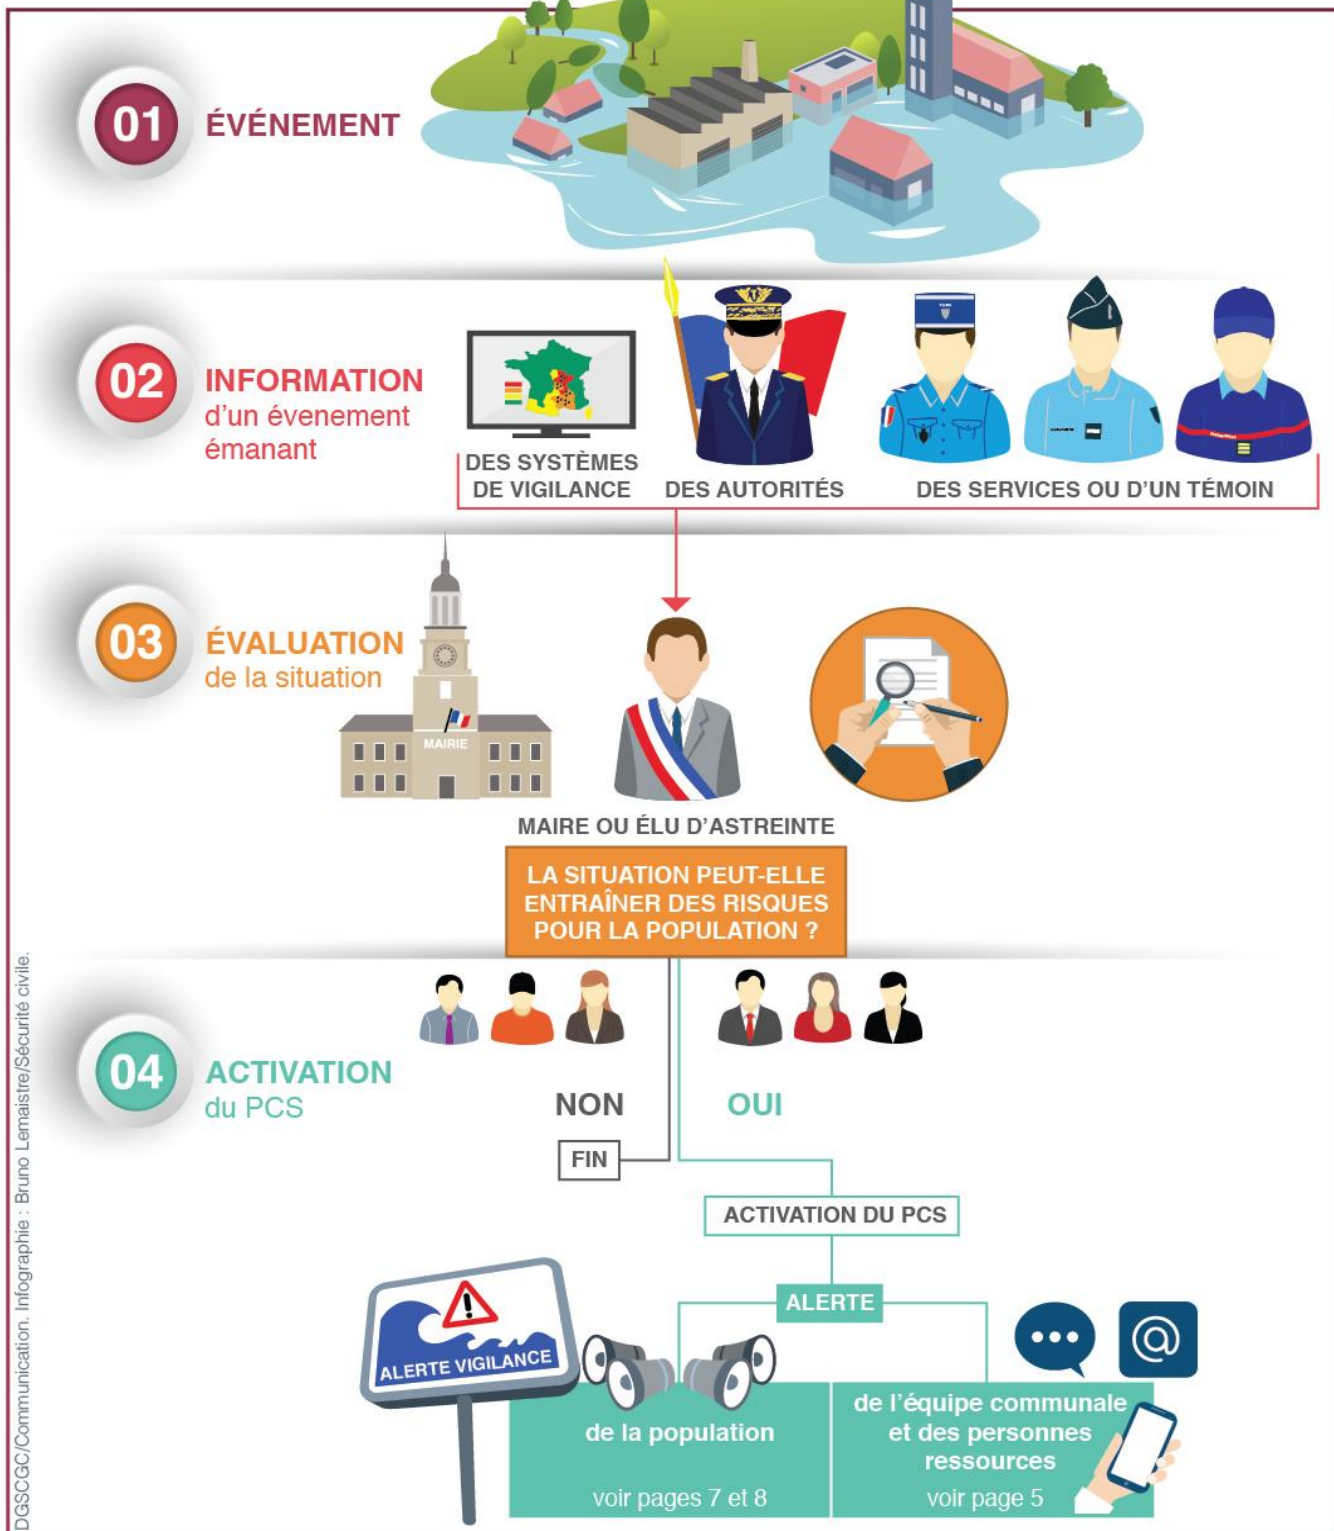 01
ÉVÉNEMENT
02
INFORMATION
d'un évenement
émanant
DES SYSTÈMES
DE VIGILANCE
DES AUTORITÉS
DES SERVICES OU D'UN TÉMOIN
03
ÉVALUATION
de la situation
MAIRIE
MAIRE OU ÉLU D'ASTREINTE
LA SITUATION PEUT-ELLE
ENTRAÎNER DES RISQUES
POUR LA POPULATION ?
04
ACTIVATION
du PCS
NON
OUI
FIN
ACTIVATION DU PCS
ALERTE
ALERTE VIGILANCE
@
de la population
voir pages 7 et 8
de l'équipe communale
et des personnes
ressources
voir page 5
DGSCGC/Communication. Infographie : Bruno Lemaistre/Sécurité civile.